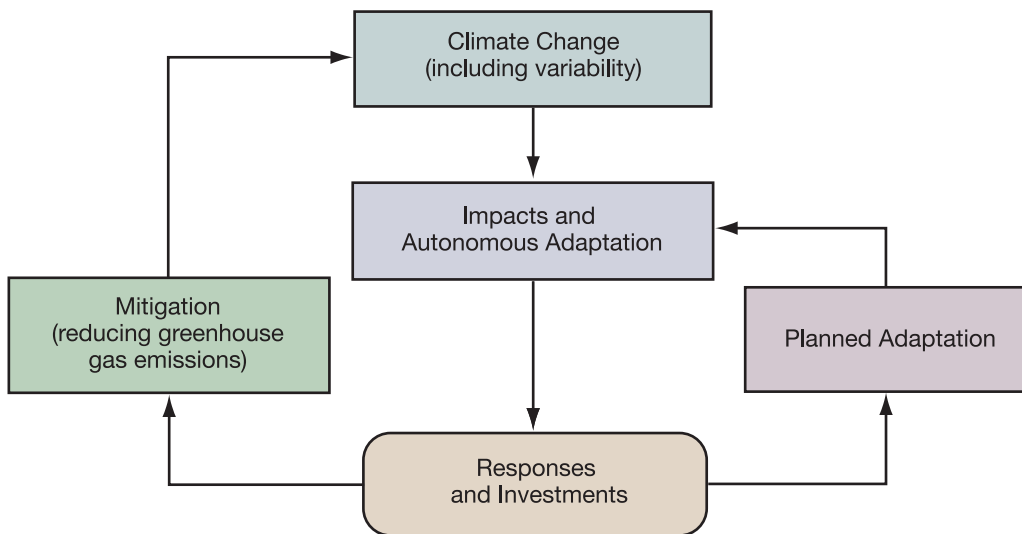 Climate Change
(including variability)
Impacts and
Autonomous Adaptation
Mitigation
(reducing greenhouse
gas emissions)
Planned Adaptation
Responses
and Investments